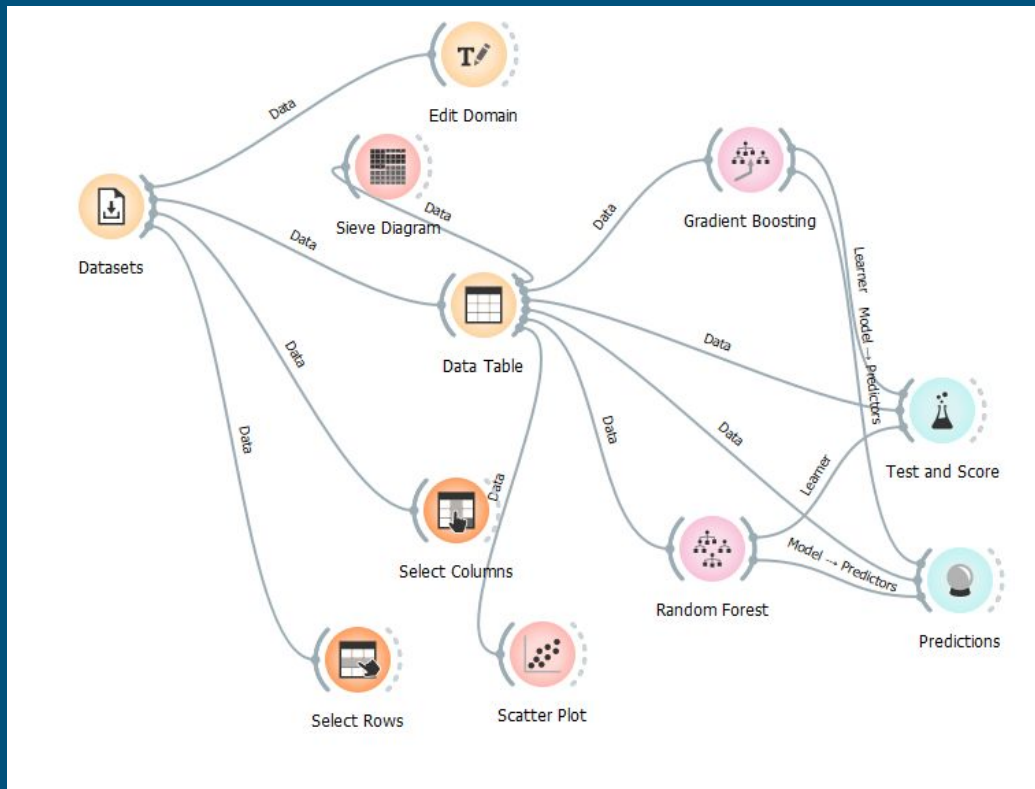 T
Edit Domain
Data
Sieve Diagram
Data
Gradient Boosting
Data
Datasets
Data
Data Table
Learner
Model → Predictors
Data
Data
Data
Data
Data
Data
Test and Score
Learner
Select Columns
Model → Predictors
Random Forest
Predictions
Select Rows
Scatter Plot